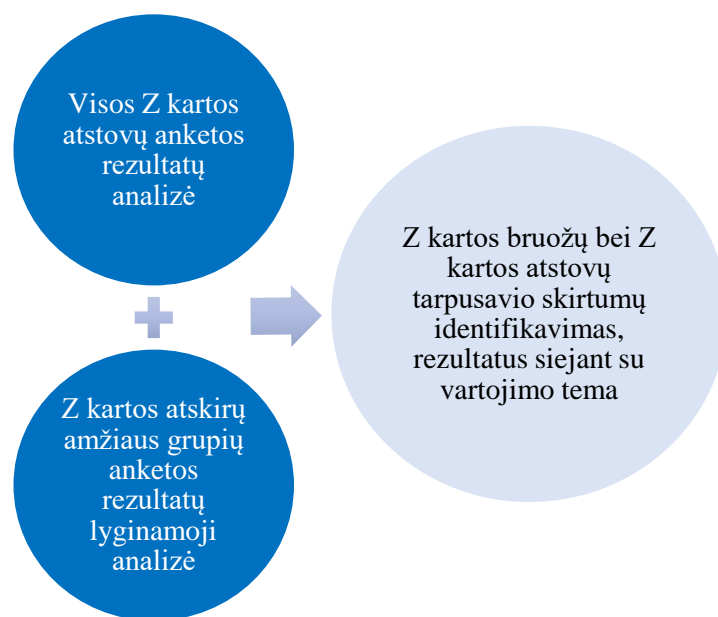 Visos Z kartos
atstovų anketos
rezultatų
analizė
Z kartos atskirų
amžiaus grupių
anketos
rezultatų
lyginamoji
analizė
Z kartos bruožų bei Z
kartos atstovų
tarpusavio skirtumų
identifikavimas,
rezultatus siejant su
vartojimo tema